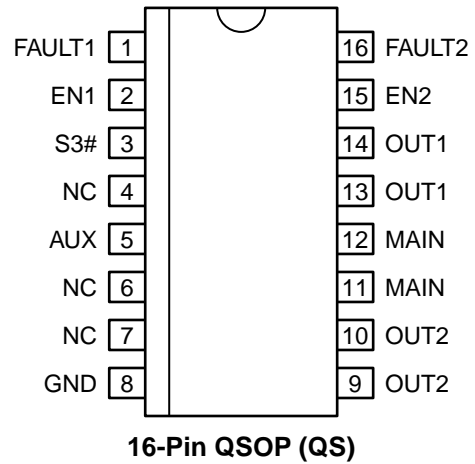 FAULT1 1 16 FAULT2
EN1 2 15 EN2
S3# 3 14 OUT1
NC 4 13 OUT1
AUX 5 12 MAIN
NC 6 11 MAIN
NC 7 10 OUT2
GND 8 9 OUT2
16-Pin QSOP (QS)